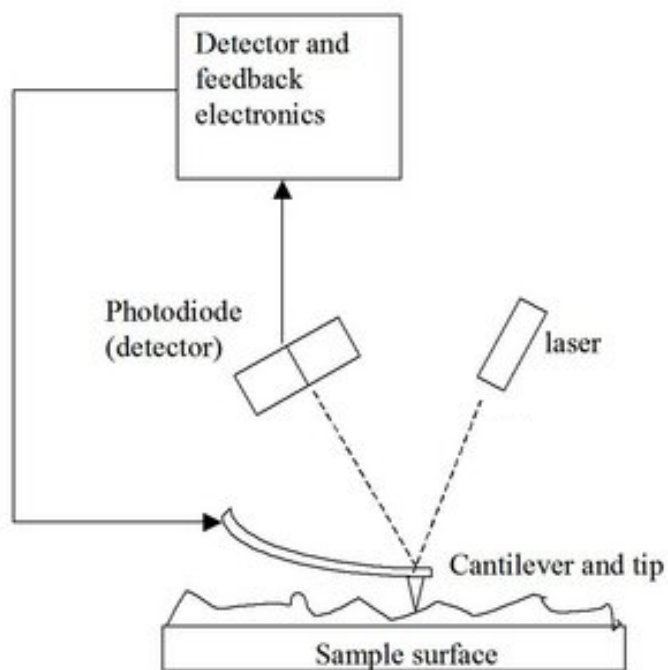 Detector and
feedback
electronics
Photodiode
(detector)
laser
Cantilever and tip
Sample surface